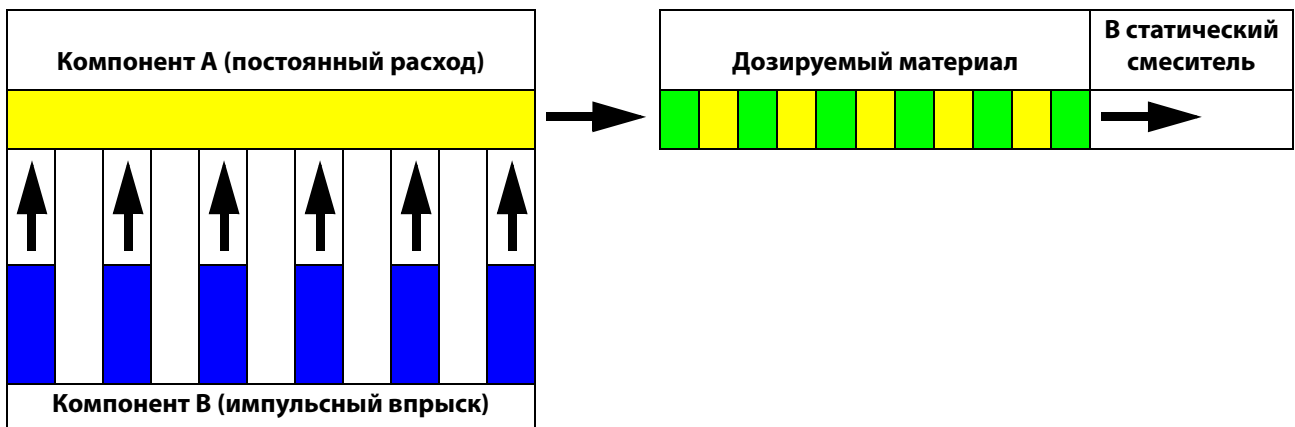 Компонент A (постоянный расход)
Дозируемый материал
В статический
смеситель
Компонент B (импульсный впрыск)